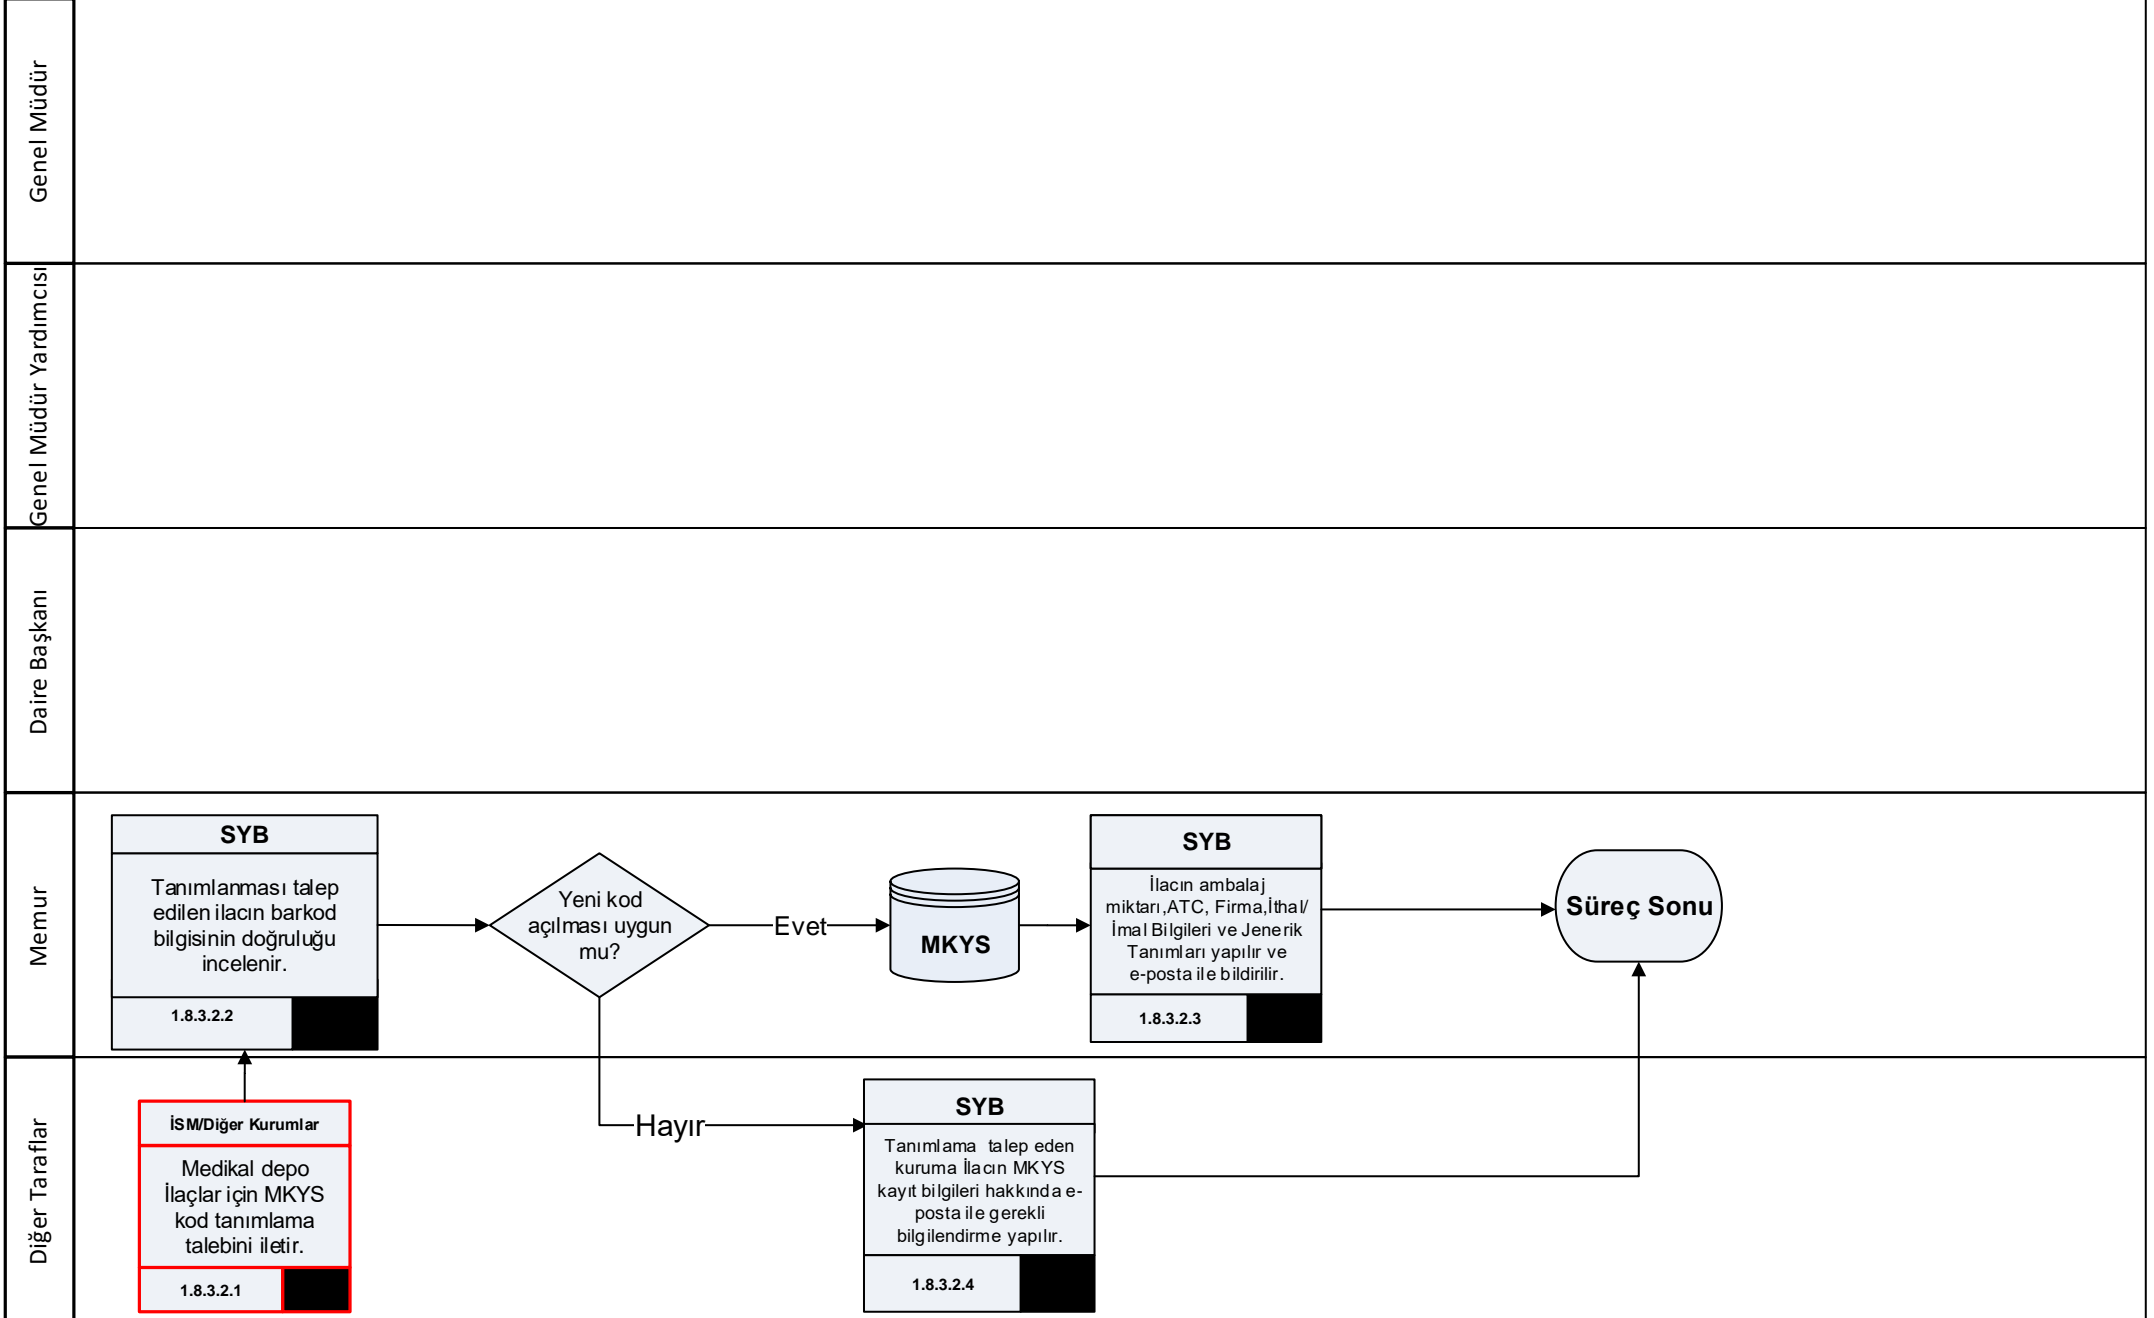 Genel Müdür
Genel Müdür Yardımcısı
Daire Başkanı
Memur
SYB
Tanımlanması talep
edilen ilacın barkod
bilgisinin doğruluğu
incelenir.
1.8.3.2.2
Yeni kod
açılması uygun
mu?
Evet
MKYS
SYB
İlacın ambalaj
miktarı,ATC, Firma,İthal/
İmal Bilgileri ve Jenerik
Tanımları yapılır ve
e-posta ile bildirilir.
1.8.3.2.3
Süreç Sonu
Diğer Taraflar
İSM/Diğer Kurumlar
Medikal depo
İlaçlar için MKYS
kod tanımlama
talebini iletir.
1.8.3.2.1
Hayır
SYB
Tanımlama talep eden
kuruma İlacın MKYS
kayıt bilgileri hakkında e-
posta ile gerekli
bilgilendirme yapılır.
1.8.3.2.4